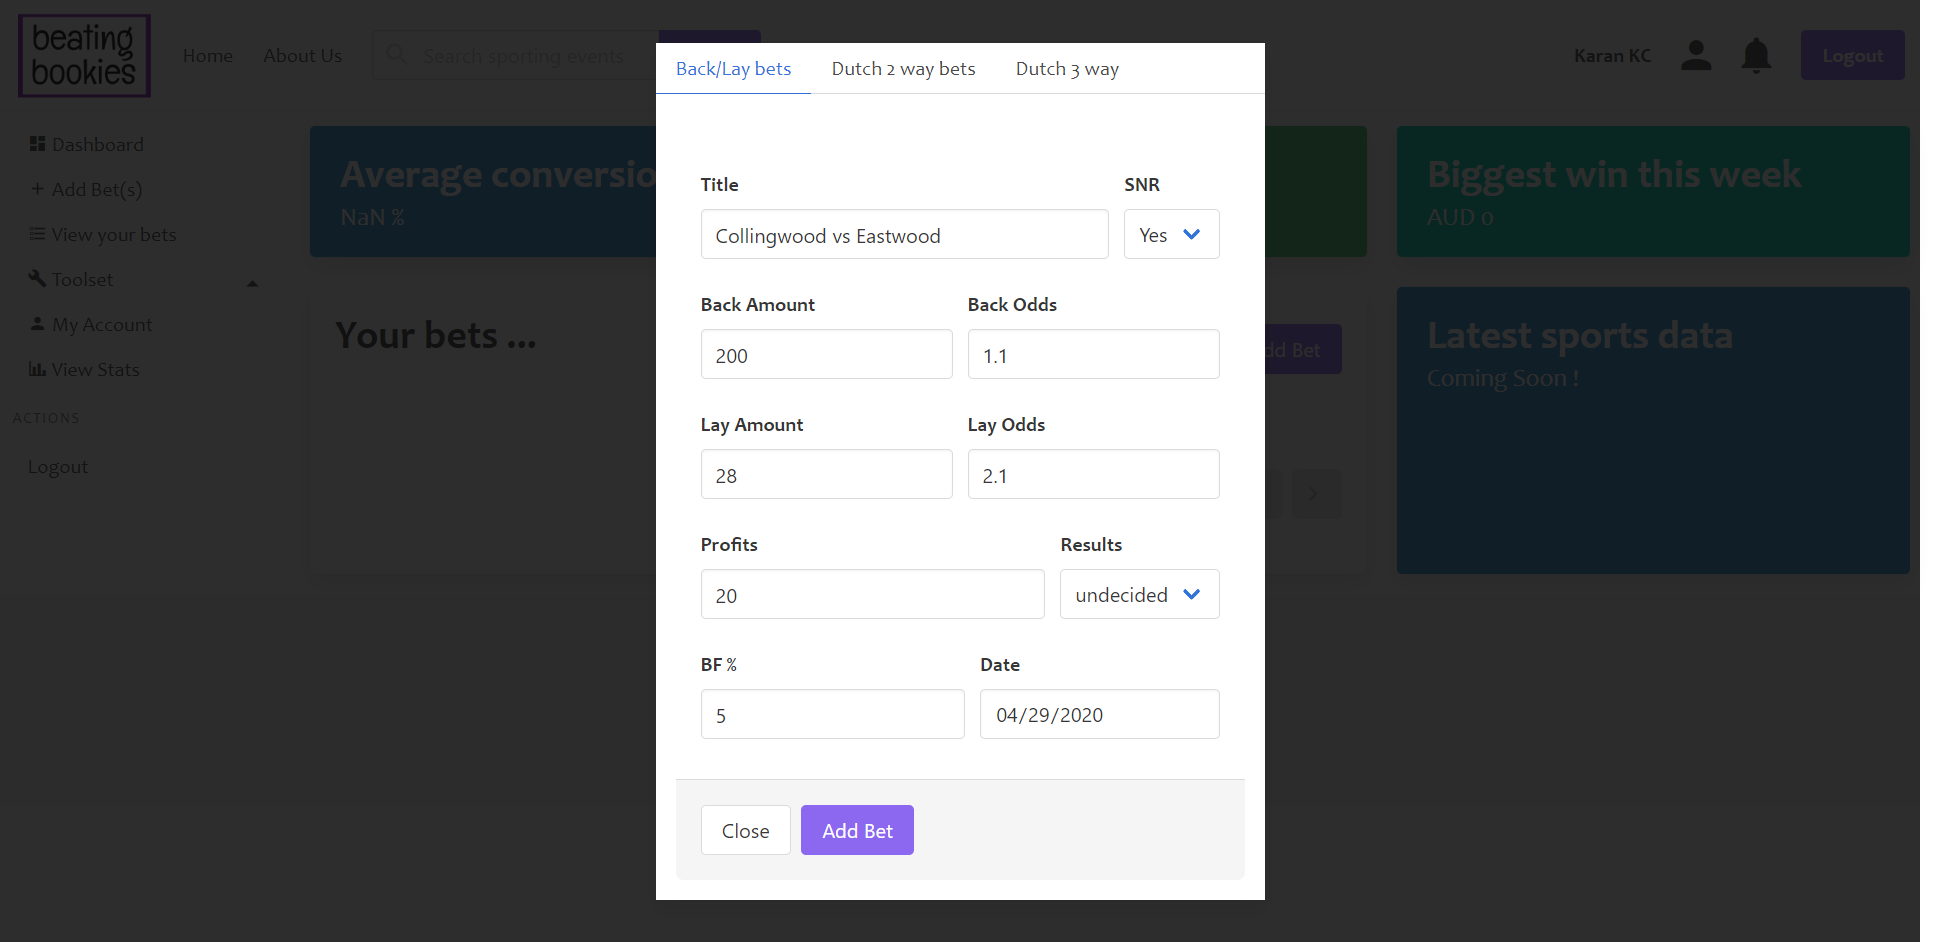 beating
bookies
Home
About Us
Search sporting events
Karan KC
Logout
Dashboard
Add Bet(s)
View your bets
Toolset
My Account
View Stats
ACTIONS
Logout
Average conversio
NaN %
Biggest win this week
AUD 0
Your bets ...
dd Bet
Latest sports data
Coming Soon !
Back/Lay bets
Dutch 2 way bets
Dutch 3 way
Title
SNR
Collingwood vs Eastwood
Yes
Back Amount
Back Odds
200
1.1
Lay Amount
Lay Odds
28
2.1
Profits
Results
20
undecided
BF %
Date
5
04/29/2020
Close
Add Bet